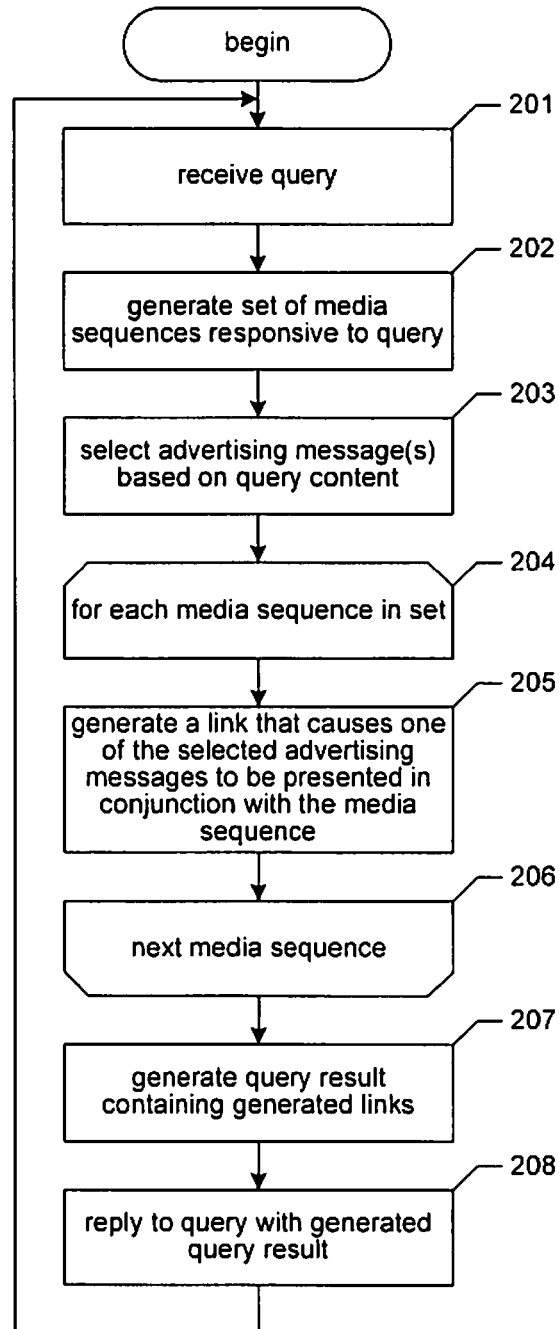 begin
201
receive query
202
generate set of media
sequences responsive to query
203
select advertising message(s)
based on query content
204
for each media sequence in set
205
generate a link that causes one
of the selected advertising
messages to be presented in
conjunction with the media
sequence
206
next media sequence
207
generate query result
containing generated links
208
reply to query with generated
query result